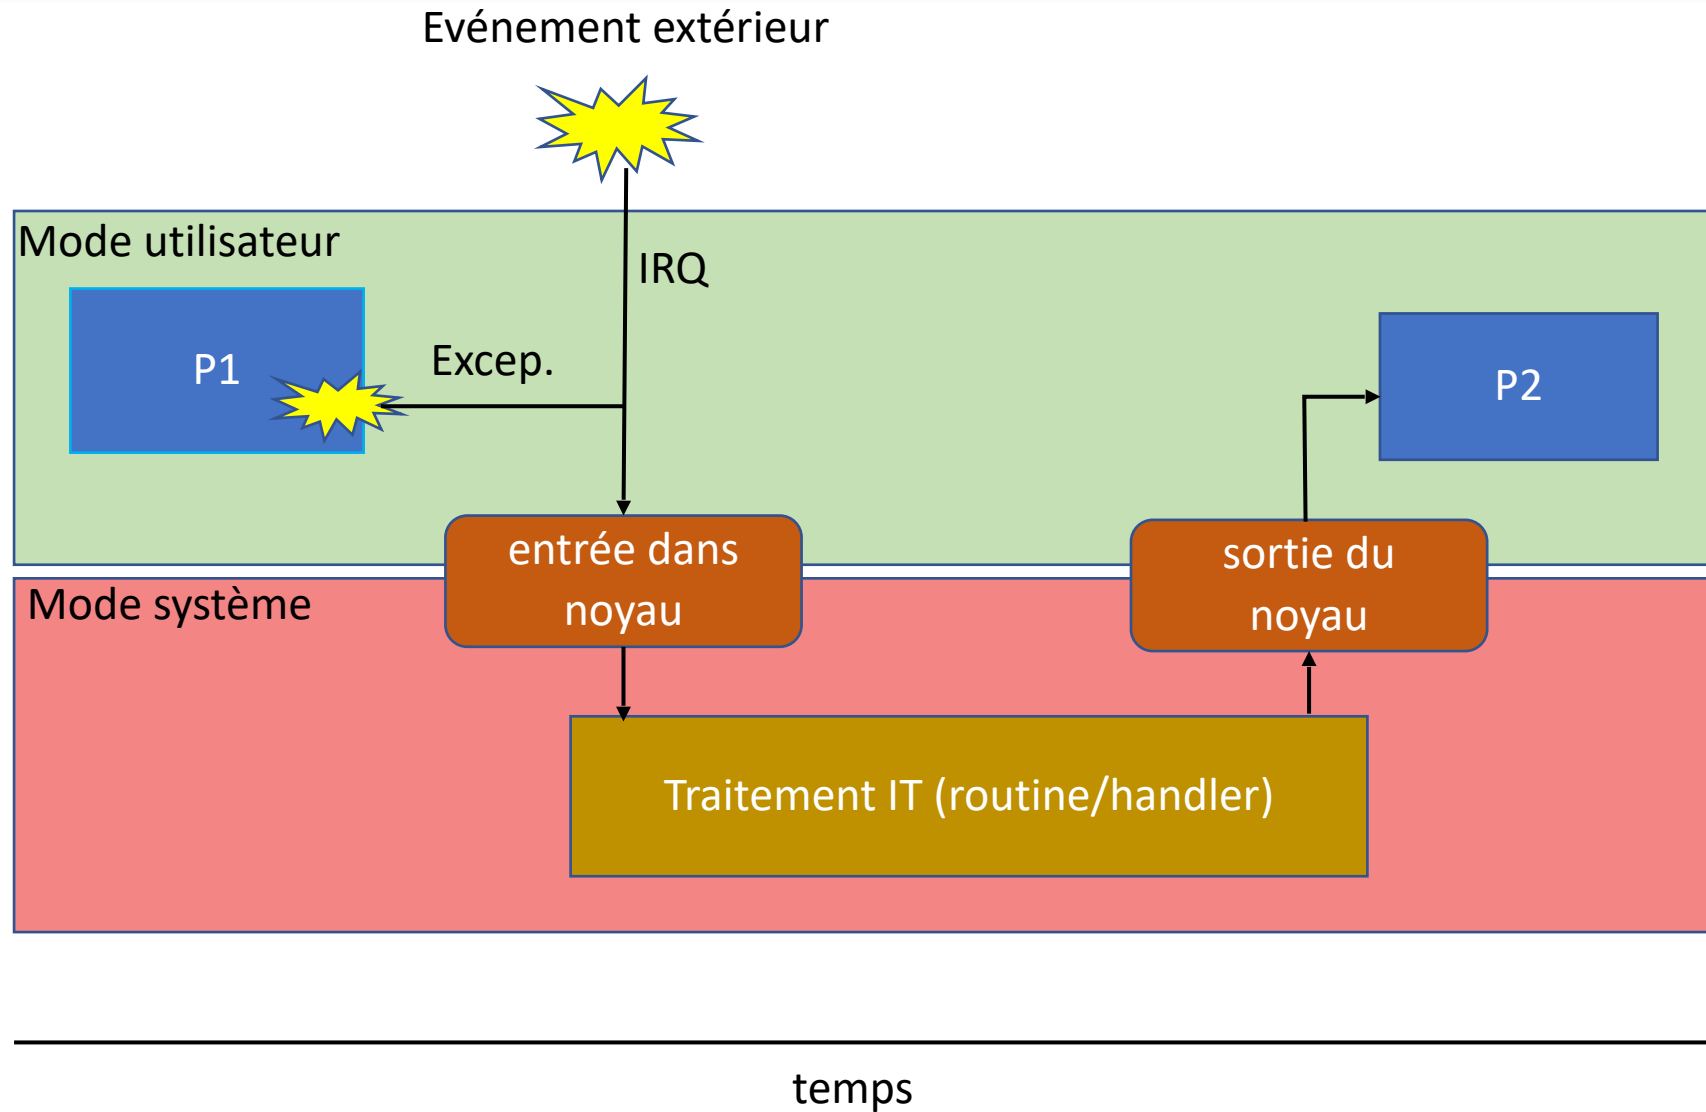 Evénement extérieur
Mode utilisateur
IRQ
P1
Excep.
P2
entrée dans
noyau
sortie du
noyau
Mode système
Traitement IT (routine/handler)
temps